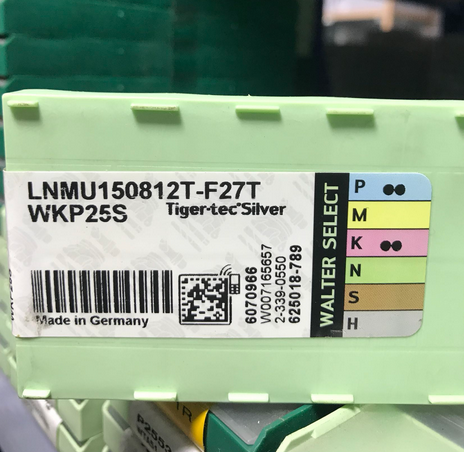 LNMU150812T-F27T
WKP25S Tiger·tec®Silver
Made in Germany
6070966
W007165657
2-339-0550
626018-789
WALTER SELECT
P ●●
M
K ●●
N
S
H